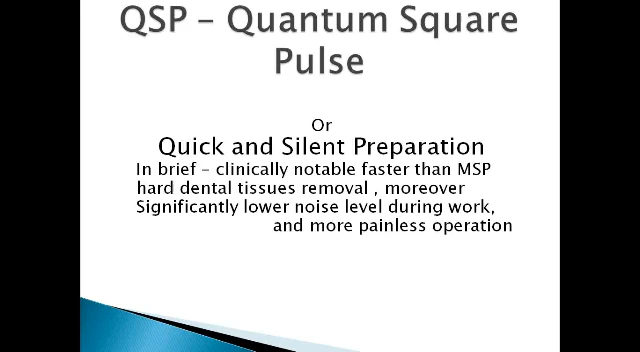 QSP – Quantum Square
Pulse
Or
Quick and Silent Preparation
In brief – clinically notable faster than MSP
hard dental tissues removal , moreover
Significantly lower noise level during work,
and more painless operation